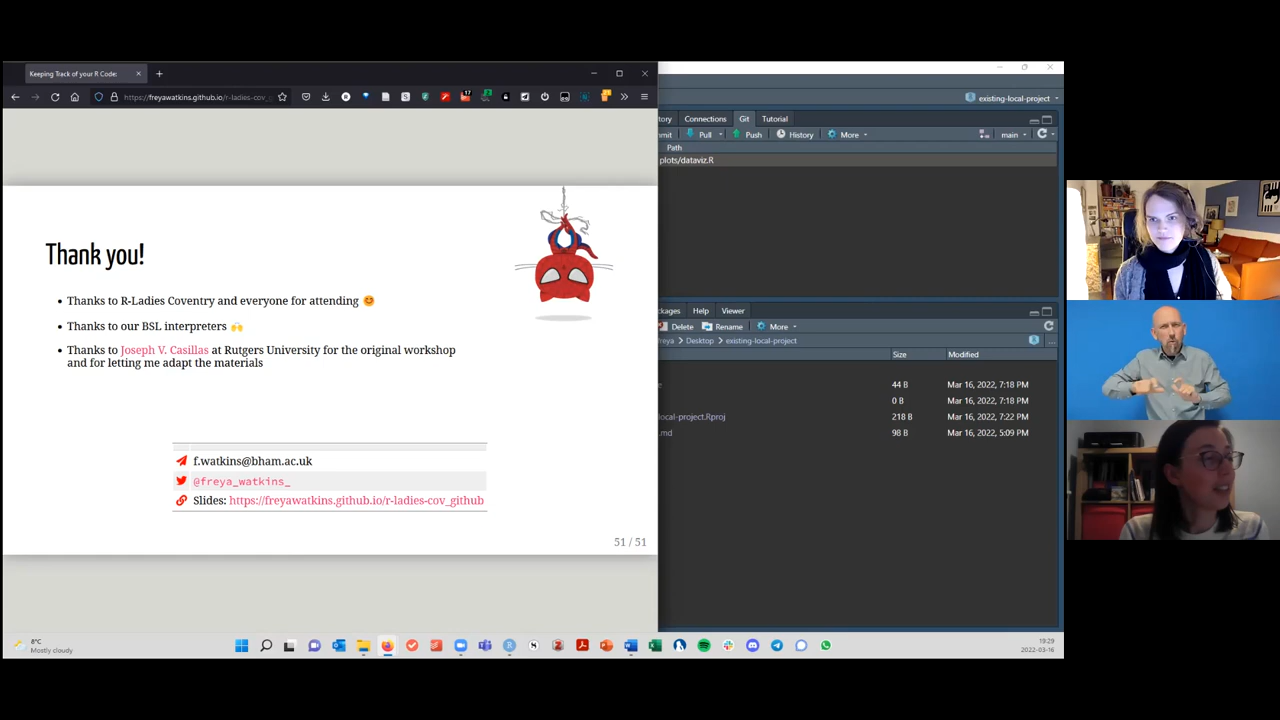 Keeping Track of your R Code:
https://freyawatkins.github.io/r-ladies-cov_
17
2
existing-local-project
Connections
Git
Tutorial
Pull
Push
History
More
main
Path
plots/dataviz.R
Thank you!
Thanks to R-Ladies Coventry and everyone for attending 😊
Thanks to our BSL interpreters 🙌
Thanks to Joseph V. Casillas at Rutgers University for the original workshop
and for letting me adapt the materials
f.watkins@bham.ac.uk
@freya_watkins_
Slides: https://freyawatkins.github.io/r-ladies-cov_github
51 / 51
Help
Viewer
Delete
Rename
More
Desktop
existing-local-project
Size
Modified
44 B
Mar 16, 2022, 7:18 PM
0 B
Mar 16, 2022, 7:18 PM
local-project.Rproj
218 B
Mar 16, 2022, 7:22 PM
.md
98 B
Mar 16, 2022, 5:09 PM
8°C
Mostly cloudy
19:29
2022-03-16